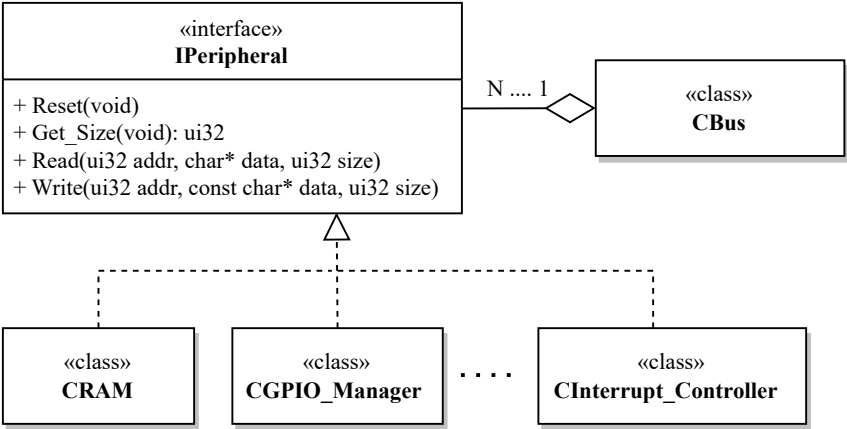 «interface»
IPeripheral
+ Reset(void)
+ Get_Size(void): ui32
+ Read(ui32 addr, char* data, ui32 size)
+ Write(ui32 addr, const char* data, ui32 size)
N .... 1
«class»
CBus
«class»
CRAM
«class»
CGPIO_Manager
. . . .
«class»
CInterrupt_Controller